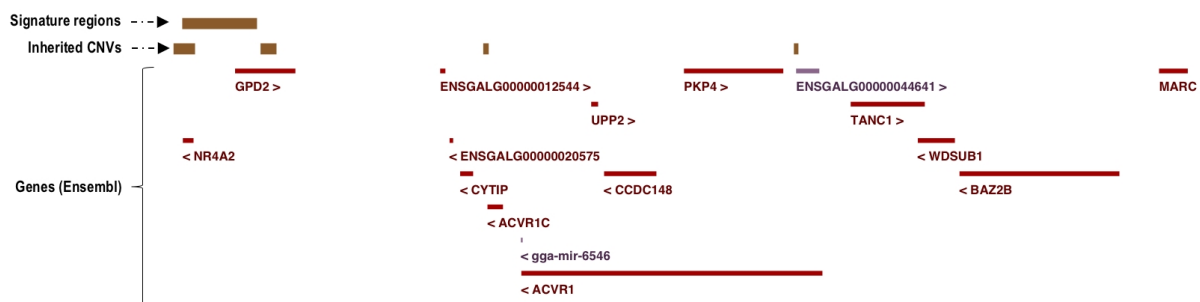 Signature regions
Inherited CNVs
GPD2 >
ENSGALG00000012544 >
PKP4 >
ENSGALG00000044641 >
MARC
UPP2 >
TANC1 >
< NR4A2
< ENSGALG00000020575
< WDSUB1
Genes (Ensembl)
< CYTIP
< CCDC148
< BAZ2B
< ACVR1C
< gga-mir-6546
< ACVR1